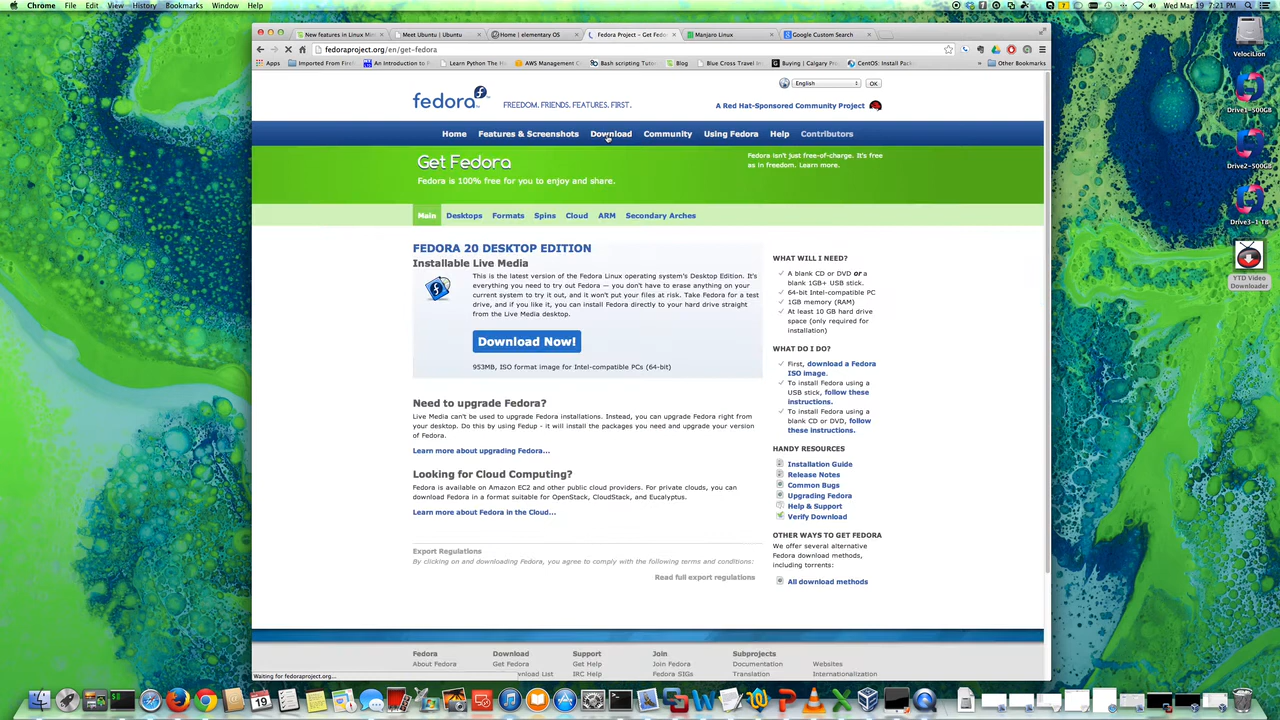 Chrome File Edit View History Bookmarks Window Help
Wed Mar 19 7:21 PM
New features in Linux Min
Meet Ubuntu | Ubuntu
Home | elementary OS
Fedora Project - Get Fedo
Manjaro Linux
Google Custom Search
fedoraproject.org/en/get-fedora
Apps
Imported From Firef
An Introduction to
Learn Python The H
AWS Management C
Bash scripting Tuto
Blog
Blue Cross Travel In
Buying | Calgary Pr
CentOS: Install Pack
»
Other Bookmarks
English
OK
fedora
FREEDOM. FRIENDS. FEATURES. FIRST.
A Red Hat-Sponsored Community Project
Home Features & Screenshots Download Community Using Fedora Help Contributors
Get Fedora
Fedora is 100% free for you to enjoy and share.
Fedora isn't just free-of-charge. It's free
as in freedom. Learn more.
Main Desktops Formats Spins Cloud ARM Secondary Arches
FEDORA 20 DESKTOP EDITION
Installable Live Media
This is the latest version of the Fedora Linux operating system's Desktop Edition. It's
everything you need to try out Fedora — you don't have to erase anything on your
current system to try it out, and it won't put your files at risk. Take Fedora for a test
drive, and if you like it, you can install Fedora directly to your hard drive straight
from the Live Media desktop.
Download Now!
953MB, ISO format image for Intel-compatible PCs (64-bit)
Need to upgrade Fedora?
Live Media can't be used to upgrade Fedora installations. Instead, you can upgrade Fedora right from
your desktop. Do this by using Fedup - it will install the packages you need and upgrade your version
of Fedora.
Learn more about upgrading Fedora...
Looking for Cloud Computing?
Fedora is available on Amazon EC2 and other public cloud providers. For private clouds, you can
download Fedora in a format suitable for OpenStack, CloudStack, and Eucalyptus.
Learn more about Fedora in the Cloud...
Export Regulations
By clicking on and downloading Fedora, you agree to comply with the following terms and conditions:
Read full export regulations
WHAT WILL I NEED?
A blank CD or DVD or a
blank 1GB+ USB stick.
64-bit Intel-compatible PC
1GB memory (RAM)
At least 10 GB hard drive
space (only required for
installation)
WHAT DO I DO?
First, download a Fedora
ISO image.
To install Fedora using a
USB stick, follow these
instructions.
To install Fedora using a
blank CD or DVD, follow
these instructions.
HANDY RESOURCES
Installation Guide
Release Notes
Common Bugs
Upgrading Fedora
Help & Support
Verify Download
OTHER WAYS TO GET FEDORA
We offer several alternative
Fedora download methods,
including torrents:
All download methods
Fedora Download Support Join Subprojects
About Fedora Get Fedora Get Help Join Fedora Documentation Websites
wnload List IRC Help Fedora SIGs Translation Internationalization
Waiting for fedoraproject.org...
VelociLion
Drive1-500GB
Drive2-500GB
Drive3-1 TB
YTD Video
Downloader
19